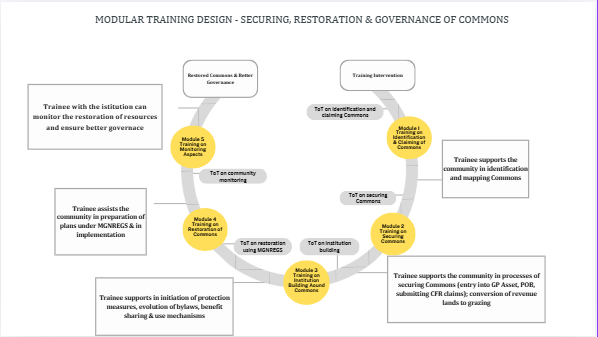 MODULAR TRAINING DESIGN - SECURING, RESTORATION & GOVERNANCE OF COMMONS
Restored Commons & Better
Governance
Training Intervention
Trainee with the istitution can
monitor the restoration of resources
and ensure better governace
ToT on identification and
claiming Commons
Module I
Training on
Identification
& Claiming of
Commons
Module 5
Training on
Monitoring
Aspects
Trainee supports the
community in identification
and mapping Commons
ToT on community
monitoring
ToT on securing
Commons
Trainee assists the
community in preparation of
plans under MGNREGS & in
implementation
Module 4
Training on
Restoration of
Commons
Module 2
Training on
Securing
Commons
ToT on restoration
using MGNREGS
ToT on institution
building
Module 3
Training on
Institution
Building Aound
Commons
Trainee supports the community in processes of
securing Commons (entry into GP Asset, POB,
submitting CFR claims); conversion of revenue
lands to grazing
Trainee supports in initiation of protection
measures, evolution of bylaws, benefit
sharing & use mechanisms